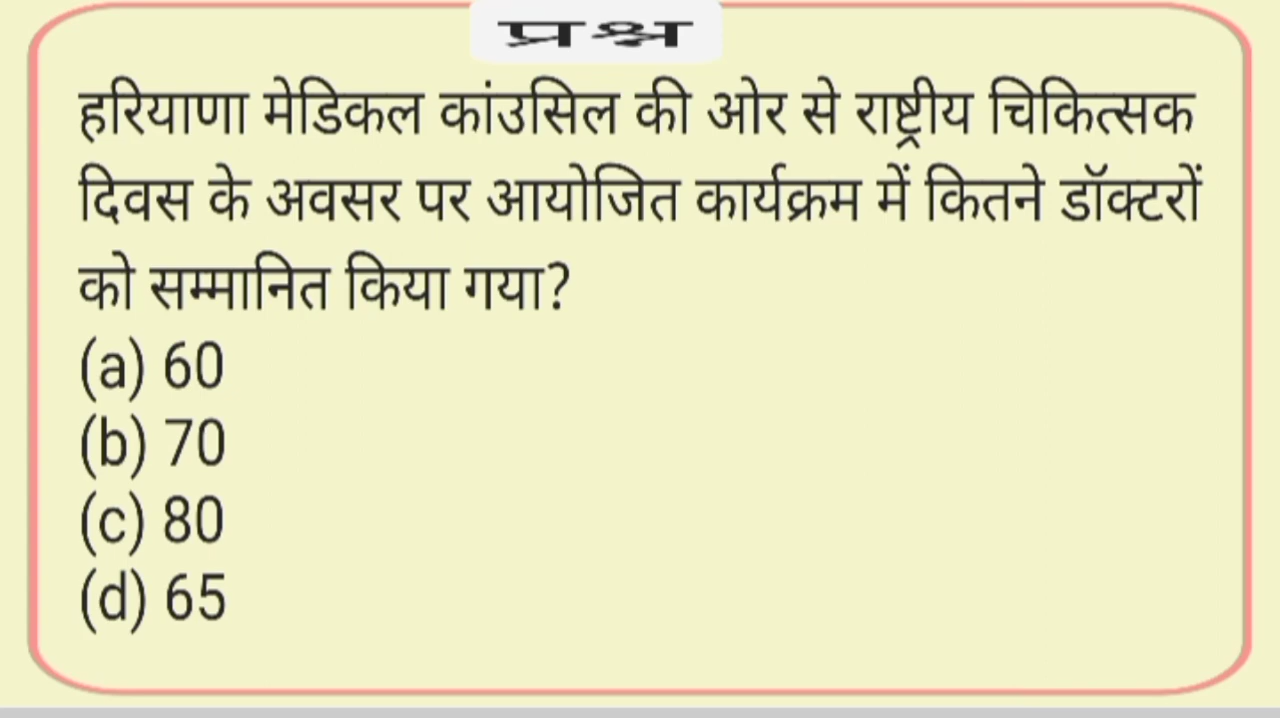 प्रश्न
हरियाणा मेडिकल कांउसिल की ओर से राष्ट्रीय चिकित्सक
दिवस के अवसर पर आयोजित कार्यक्रम में कितने डॉक्टरों
को सम्मानित किया गया?
(a) 60
(b) 70
(c) 80
(d) 65